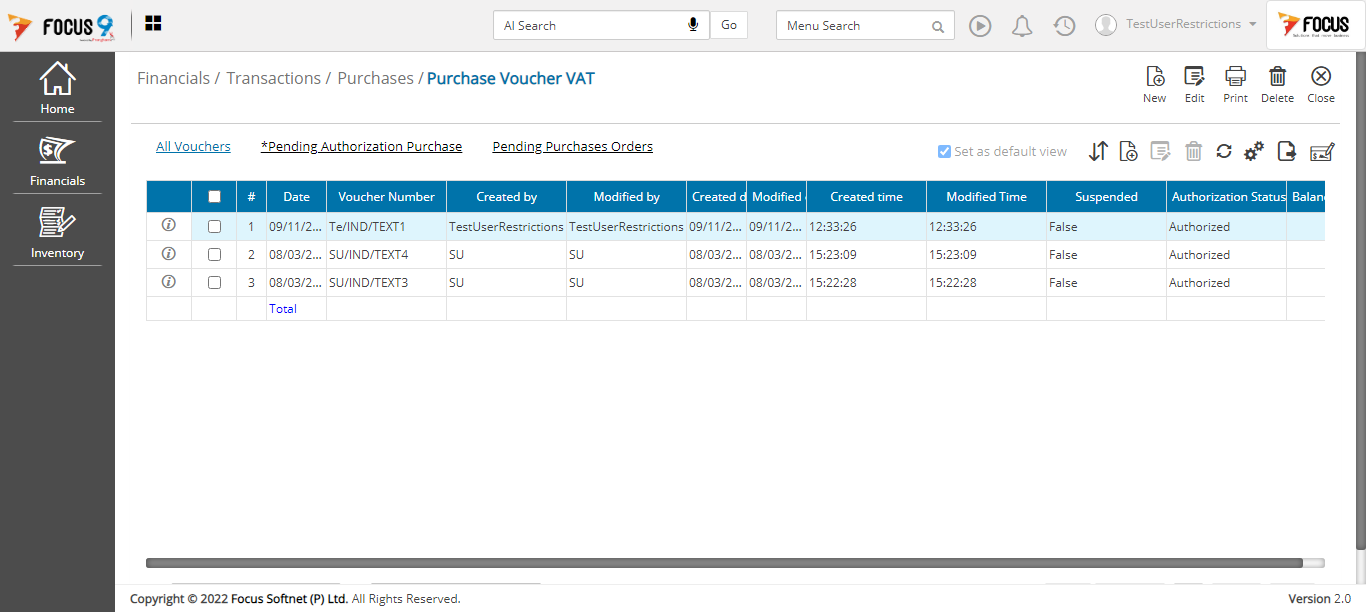 FOCUS 9
AI Search
Go
Menu Search
TestUserRestrictions
FOCUS
Home
Financials
Inventory
Financials / Transactions / Purchases / Purchase Voucher VAT
New Edit Print Delete Close
All Vouchers *Pending Authorization Purchase Pending Purchases Orders
Set as default view
# Date Voucher Number Created by Modified by Created d Modified Created time Modified Time Suspended Authorization Status Balan
1 09/11/2... Te/IND/TEXT1 TestUserRestrictions TestUserRestrictions 09/11/2... 09/11/2... 12:33:26 12:33:26 False Authorized
2 08/03/2... SU/IND/TEXT4 SU SU 08/03/2... 08/03/2... 15:23:09 15:23:09 False Authorized
3 08/03/2... SU/IND/TEXT3 SU SU 08/03/2... 08/03/2... 15:22:28 15:22:28 False Authorized
Total
Copyright © 2022 Focus Softnet (P) Ltd. All Rights Reserved.
Version 2.0